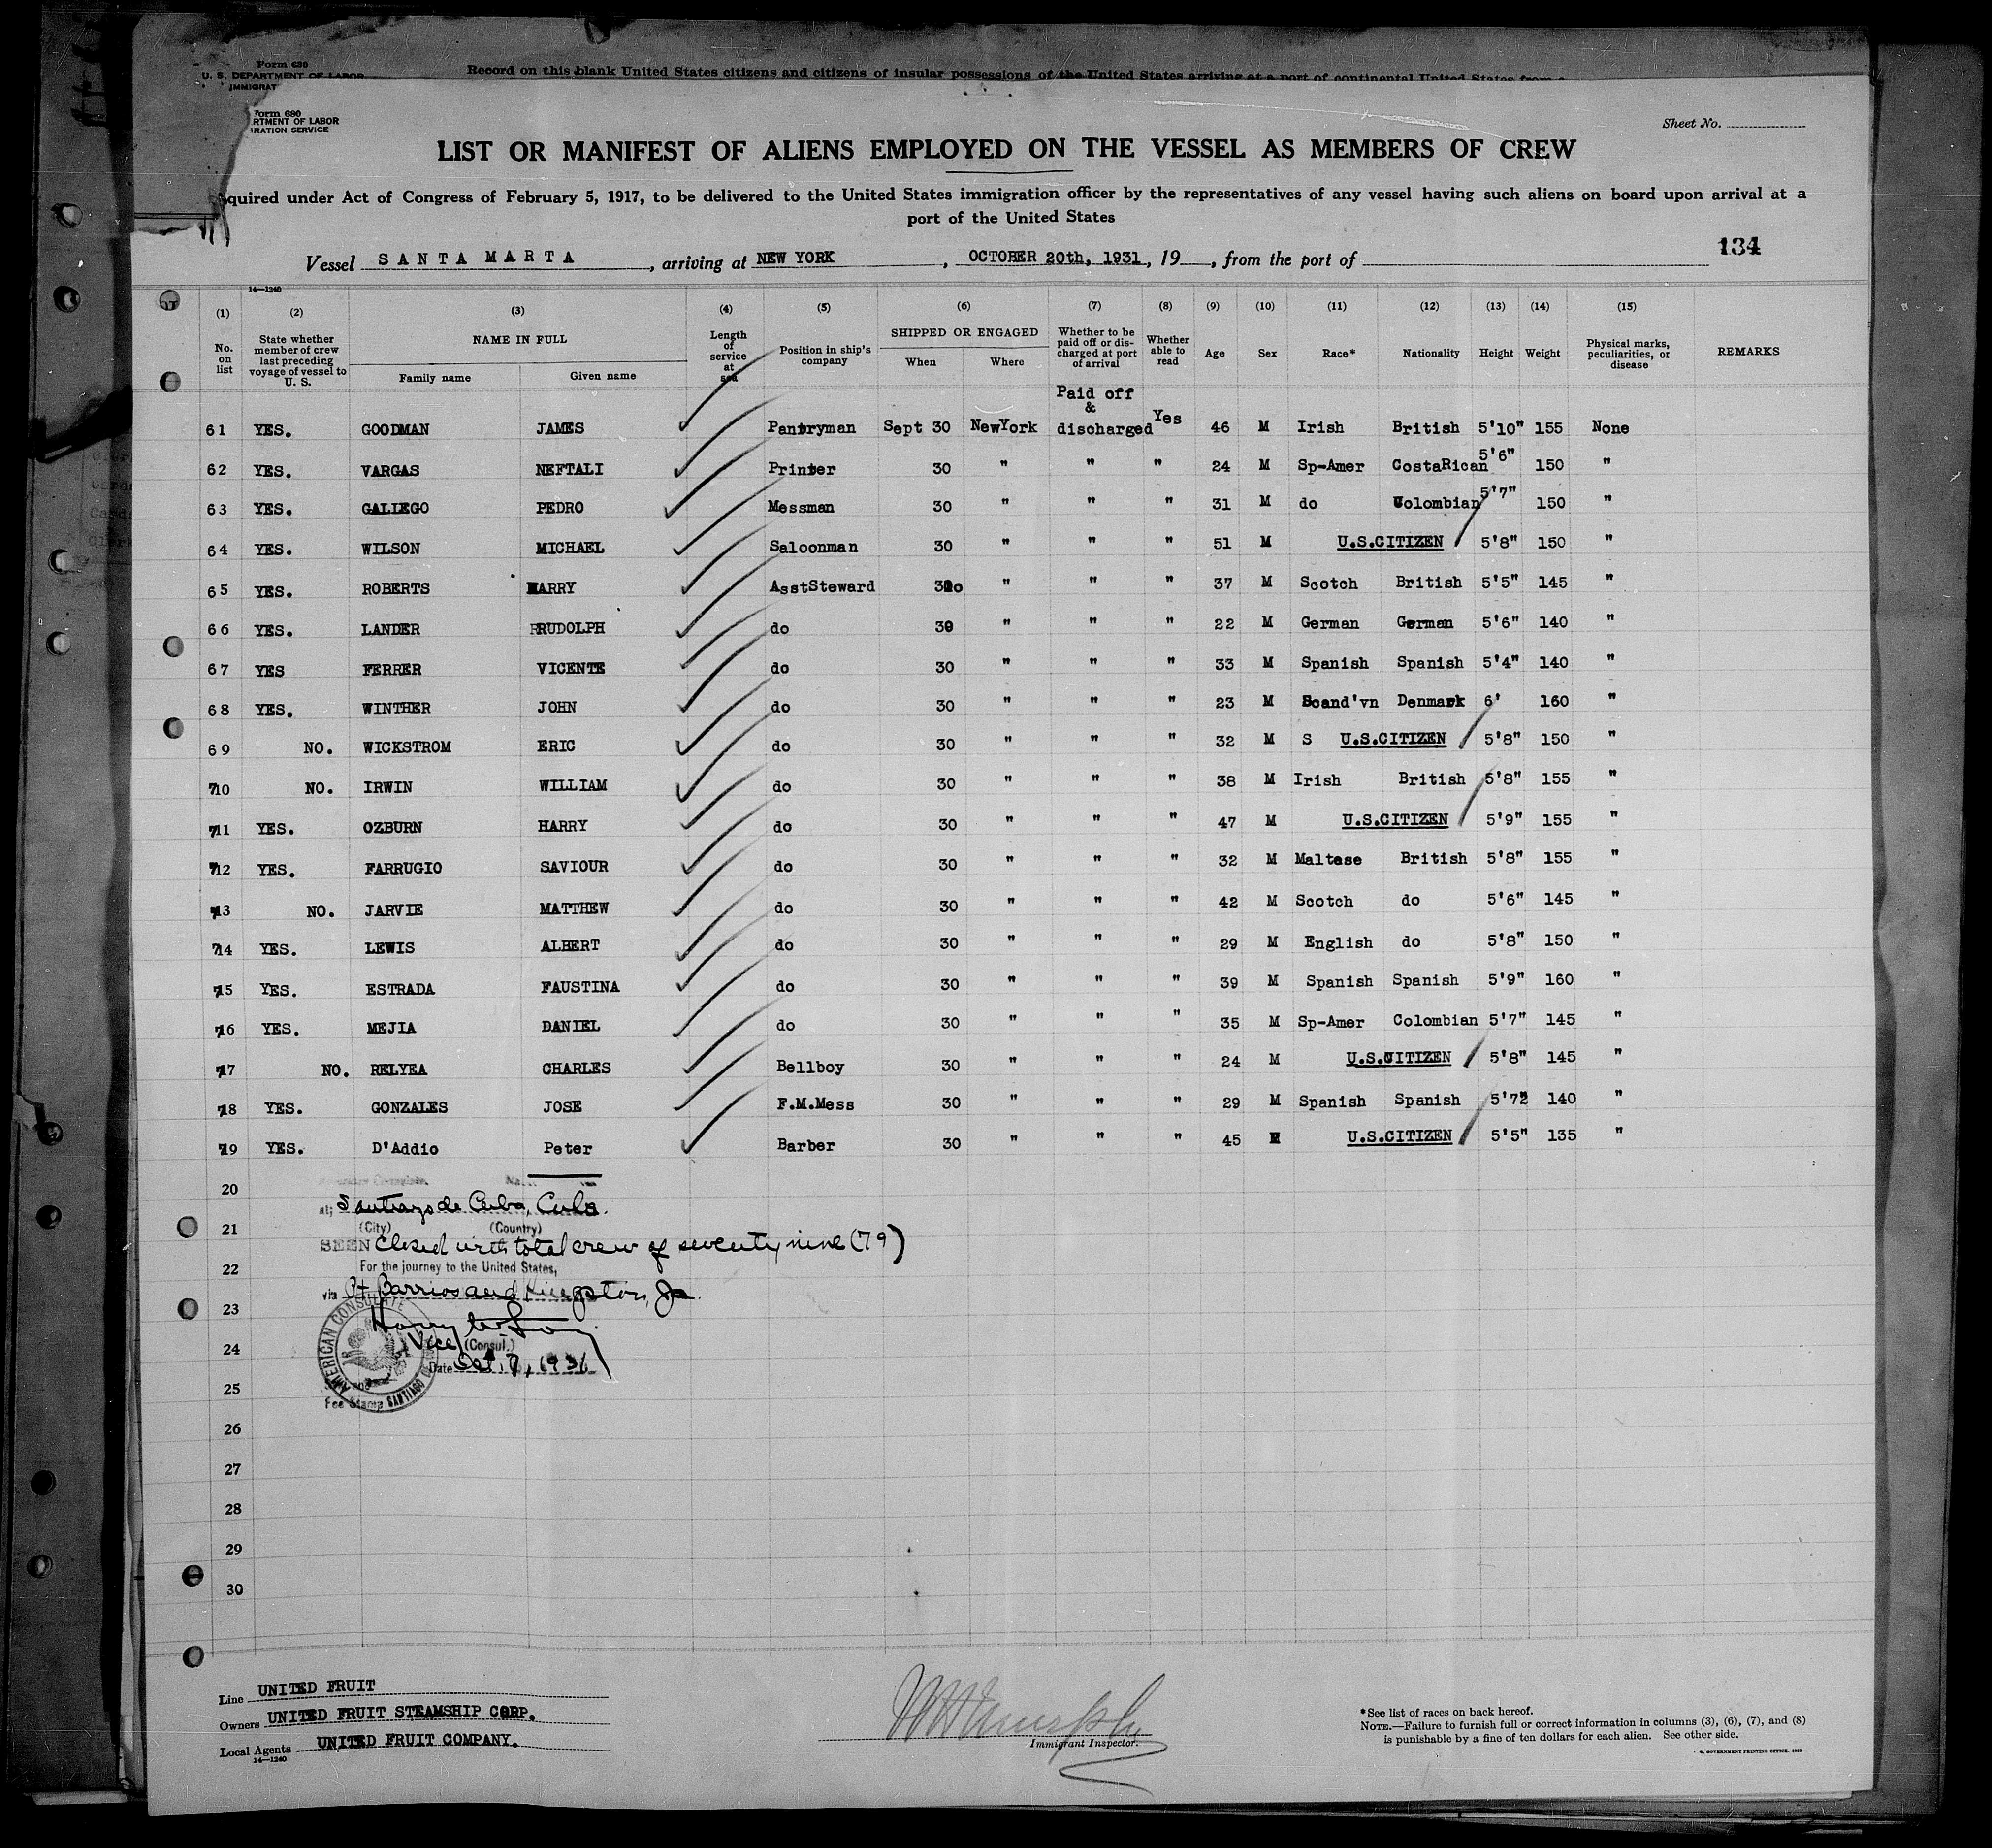 Form 680
U. S. DEPARTMENT OF LABOR
IMMIGRAT
Record on this blank United States citizens and citizens of insular possessions of the United States arriving at a port of continental United States from a
Form 680
RTMENT OF LABOR
RATION SERVICE
Sheet No.
LIST OR MANIFEST OF ALIENS EMPLOYED ON THE VESSEL AS MEMBERS OF CREW
quired under Act of Congress of February 5, 1917, to be delivered to the United States immigration officer by the representatives of any vessel having such aliens on board upon arrival at a
port of the United States
134
Vessel SANTA MARTA, arriving at NEW YORK, OCTOBER 20th, 1931, 19, from the port of
14—1240
(1) (2) (3) (4) (5) (6) (7) (8) (9) (10) (11) (12) (13) (14) (15)
No. on list State whether member of crew last preceding voyage of vessel to U. S. NAME IN FULL Family name Given name Length of service at sea Position in ship's company SHIPPED OR ENGAGED When Where Whether to be paid off or discharged at port of arrival Whether able to read Age Sex Race* Nationality Height Weight Physical marks, peculiarities, or disease REMARKS
61 YES. GOODMAN JAMES Pantryman Sept 30 NewYork Paid off & discharged Yes 46 M Irish British 5'10" 155 None
62 YES. VARGAS NEFTALI Printer 30 " " " 24 M Sp-Amer CostaRican 5'6" 150 "
63 YES. GALLEGO PEDRO Messman 30 " " " 31 M do Colombian 5'7" 150 "
64 YES. WILSON MICHAEL Saloonman 30 " " " 51 M U.S.CITIZEN 5'8" 150 "
65 YES. ROBERTS HARRY AsstSteward 30 " " " 37 M Scotch British 5'5" 145 "
66 YES. LANDER RUDOLPH do 30 " " " 22 M German German 5'6" 140 "
67 YES FERRER VICENTE do 30 " " " 33 M Spanish Spanish 5'4" 140 "
68 YES. WINTHER JOHN do 30 " " " 23 M Scand'vn Denmark 6' 160 "
69 NO. WICKSTROM ERIC do 30 " " " 32 M S U.S.CITIZEN 5'8" 150 "
70 NO. IRWIN WILLIAM do 30 " " " 38 M Irish British 5'8" 155 "
71 YES. OZBURN HARRY do 30 " " " 47 M U.S.CITIZEN 5'9" 155 "
72 YES. FARRUGIO SAVIOUR do 30 " " " 32 M Maltese British 5'8" 155 "
73 NO. JARVIE MATTHEW do 30 " " " 42 M Scotch do 5'6" 145 "
74 YES. LEWIS ALBERT do 30 " " " 29 M English do 5'8" 150 "
75 YES. ESTRADA FAUSTINA do 30 " " " 39 M Spanish Spanish 5'9" 160 "
76 YES. MEJIA DANIEL do 30 " " " 35 M Sp-Amer Colombian 5'7" 145 "
77 NO. RELYEA CHARLES Bellboy 30 " " " 24 M U.S.CITIZEN 5'8" 145 "
78 YES. GONZALES JOSE F.M.Mess 30 " " " 29 M Spanish Spanish 5'7" 140 "
79 YES. D'Addio Peter Barber 30 " " " 45 M U.S.CITIZEN 5'5" 135 "
20
at; Santiago de Cuba, Cuba.
(City) (Country)
21
SEEN Closed with total crew of seventy nine (79)
22
For the journey to the United States,
via Pt. Barrios and Kingston, Ja.
23
24
Vice (Consul.)
Date Oct. 7, 1931
AMERICAN CONSULATE SANTIAGO
25
Fee Stamp
26
27
28
29
30
Line UNITED FRUIT
Owners UNITED FRUIT STEAMSHIP CORP.
Local Agents UNITED FRUIT COMPANY.
14—1240
Immigrant Inspector.
*See list of races on back hereof.
NOTE.—Failure to furnish full or correct information in columns (3), (6), (7), and (8)
is punishable by a fine of ten dollars for each alien. See other side.
GOVERNMENT PRINTING OFFICE